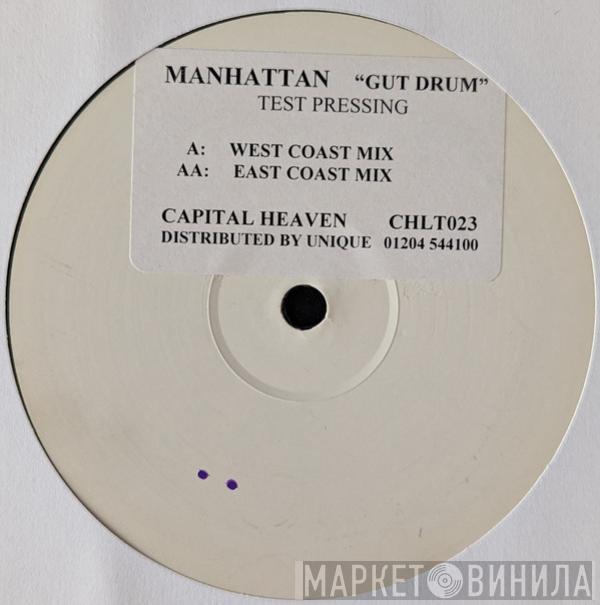 MANHATTAN “GUT DRUM”
TEST PRESSING
A: WEST COAST MIX
AA: EAST COAST MIX
CAPITAL HEAVEN CHLT023
DISTRIBUTED BY UNIQUE 01204 544100
МАРКЕТ ВИНИЛА